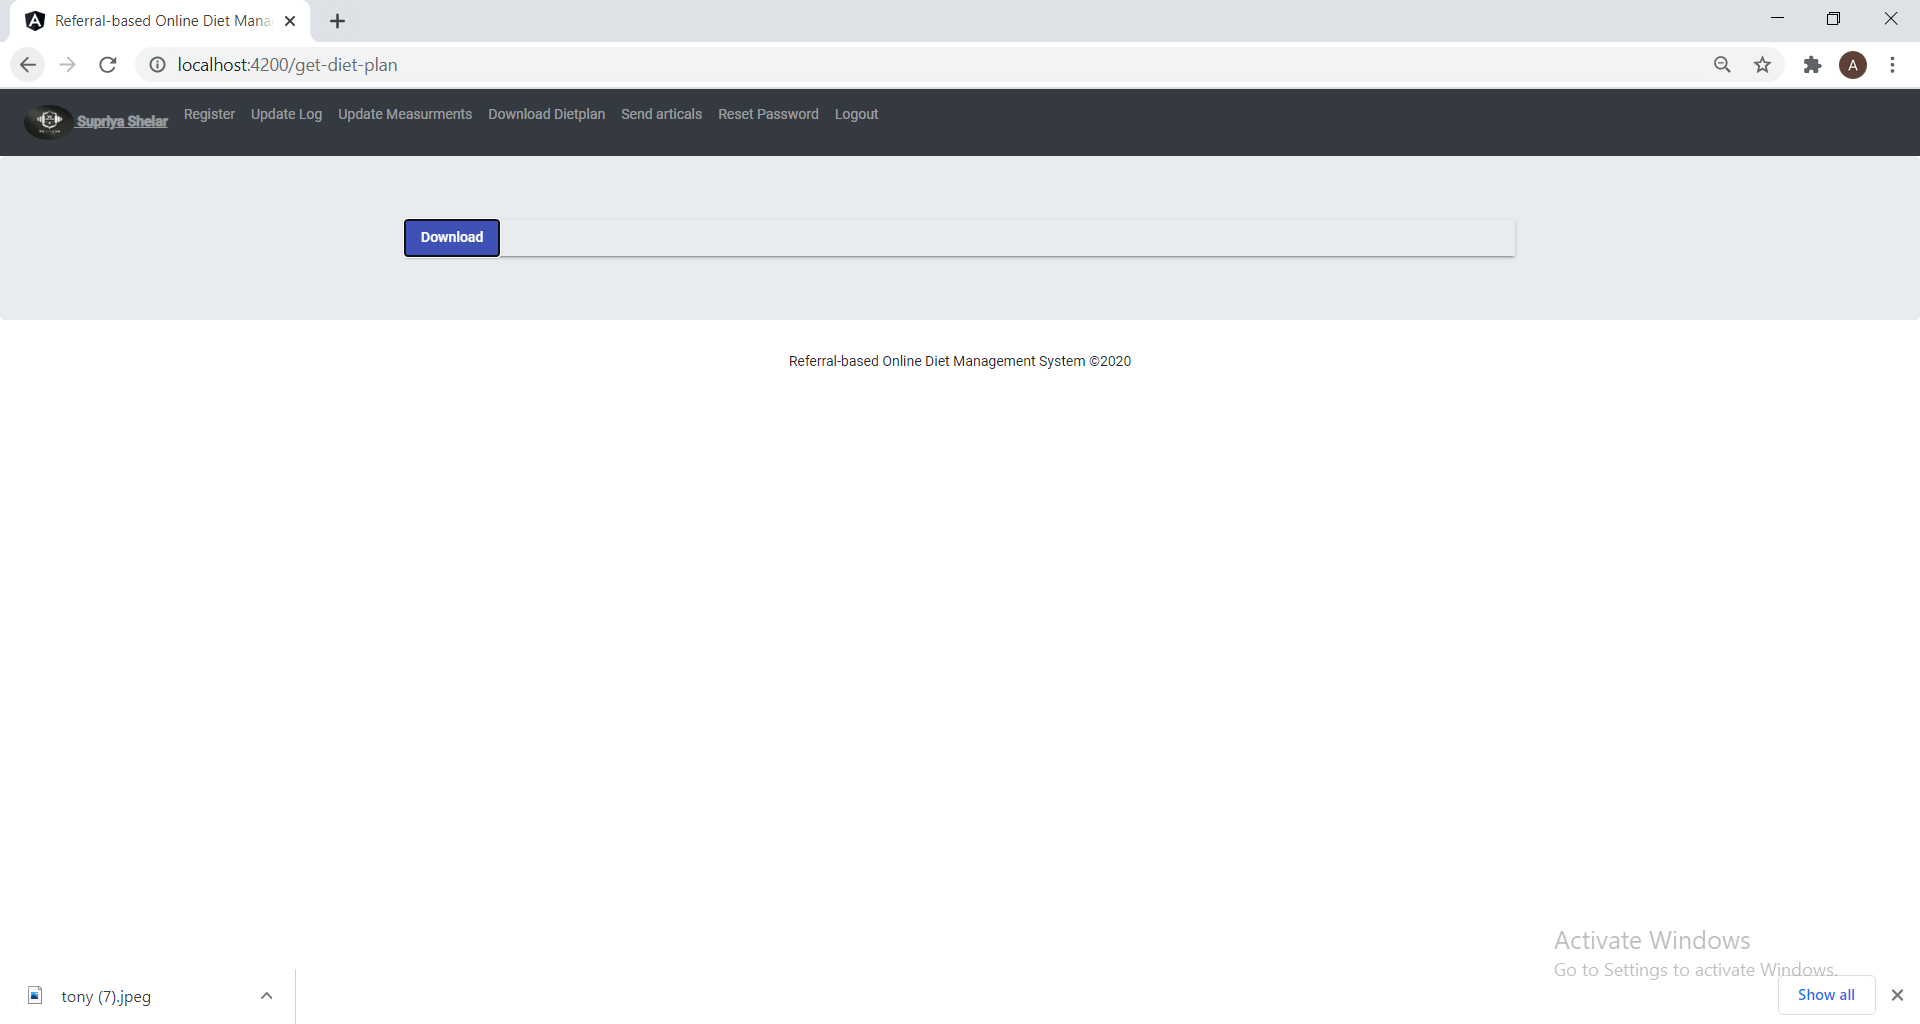 Referral-based Online Diet Mana
localhost:4200/get-diet-plan
A
Supriya Shelar Register Update Log Update Measurments Download Dietplan Send articals Reset Password Logout
Download
Referral-based Online Diet Management System ©2020
Activate Windows
Go to Settings to activate Windows.
tony (7).jpeg
Show all